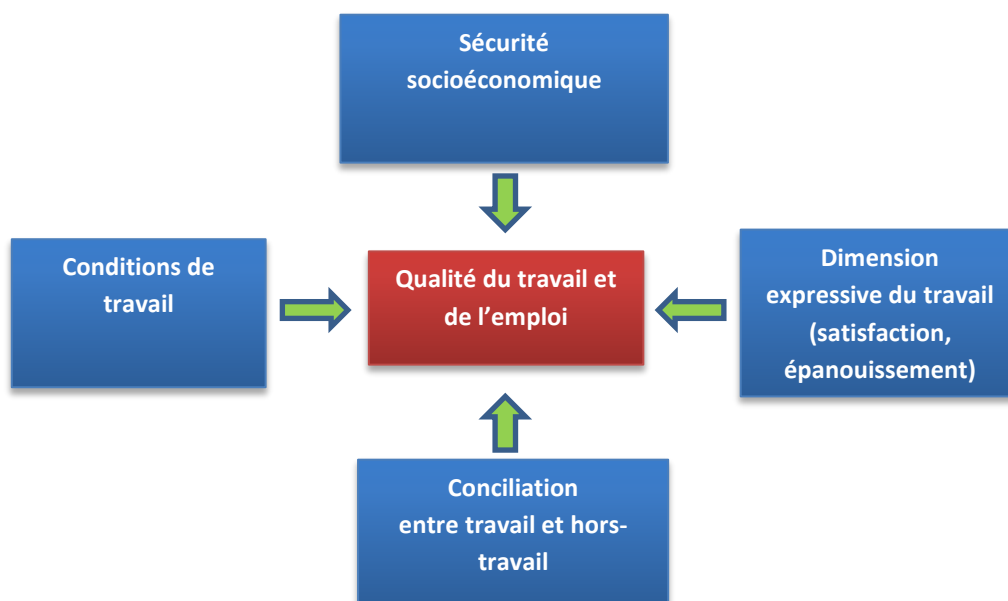 Sécurité
socioéconomique
Conditions de
travail
Qualité du travail et
de l’emploi
Dimension
expressive du travail
(satisfaction,
épanouissement)
Conciliation
entre travail et hors-
travail